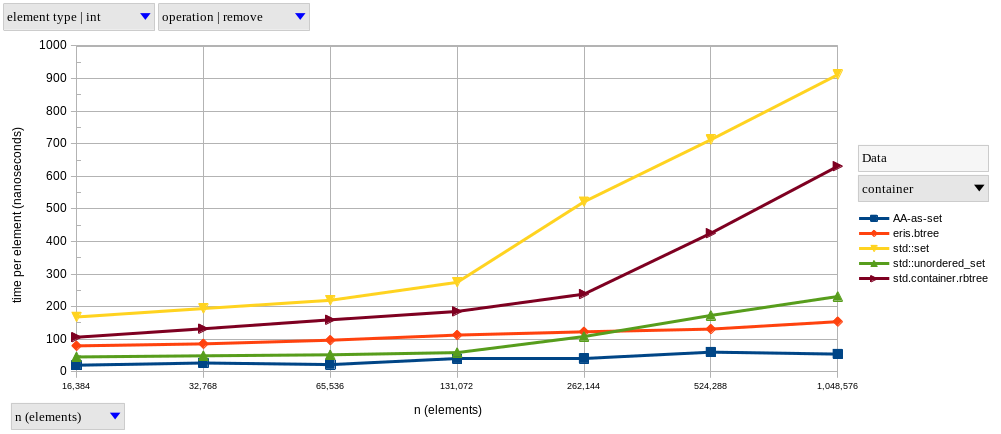 element type | int
operation | remove
1000
900
800
700
600
500
400
300
200
100
0
time per element (nanoseconds)
16,384
32,768
65,536
131,072
262,144
524,288
1,048,576
n (elements)
Data
container
AA-as-set
eris.btree
std::set
std::unordered_set
std.container.rbtree
n (elements)